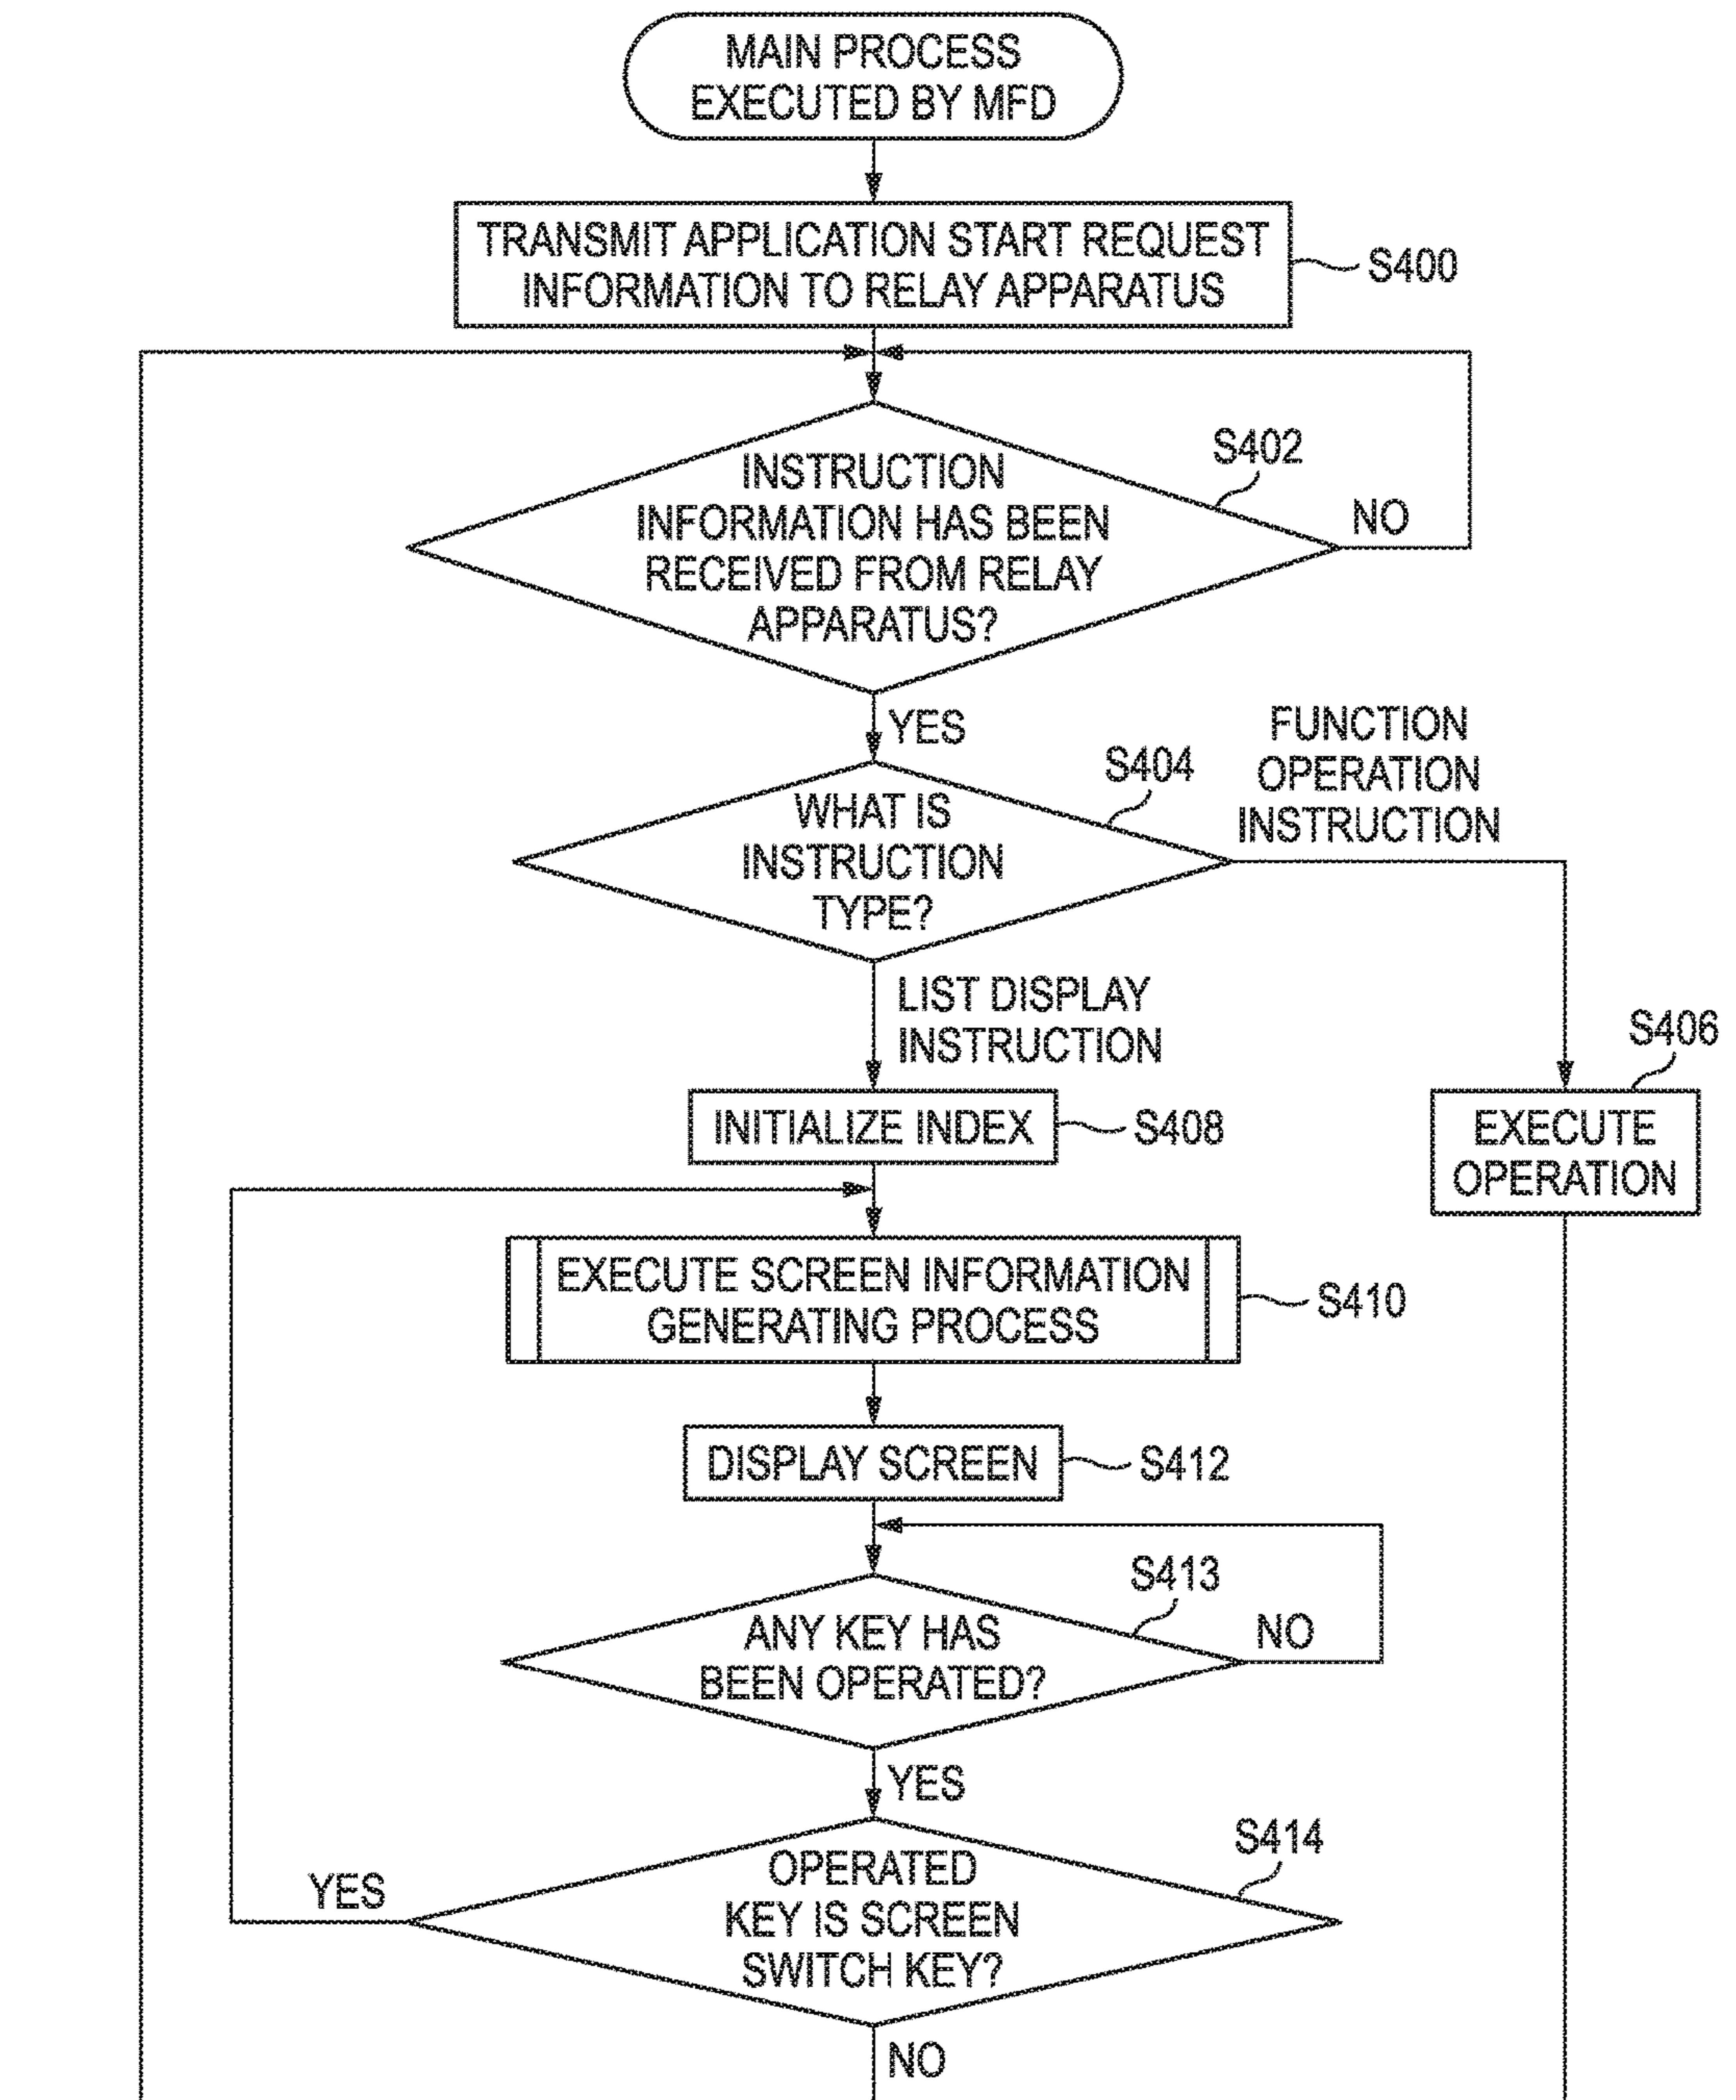 MAIN PROCESS
EXECUTED BY MFD
TRANSMIT APPLICATION START REQUEST
INFORMATION TO RELAY APPARATUS
S400
S402
INSTRUCTION
INFORMATION HAS BEEN
RECEIVED FROM RELAY
APPARATUS?
NO
YES
S404
FUNCTION
OPERATION
INSTRUCTION
WHAT IS
INSTRUCTION
TYPE?
LIST DISPLAY
INSTRUCTION
S406
EXECUTE
OPERATION
INITIALIZE INDEX
S408
EXECUTE SCREEN INFORMATION
GENERATING PROCESS
S410
DISPLAY SCREEN
S412
S413
ANY KEY HAS
BEEN OPERATED?
NO
YES
S414
OPERATED
KEY IS SCREEN
SWITCH KEY?
YES
NO